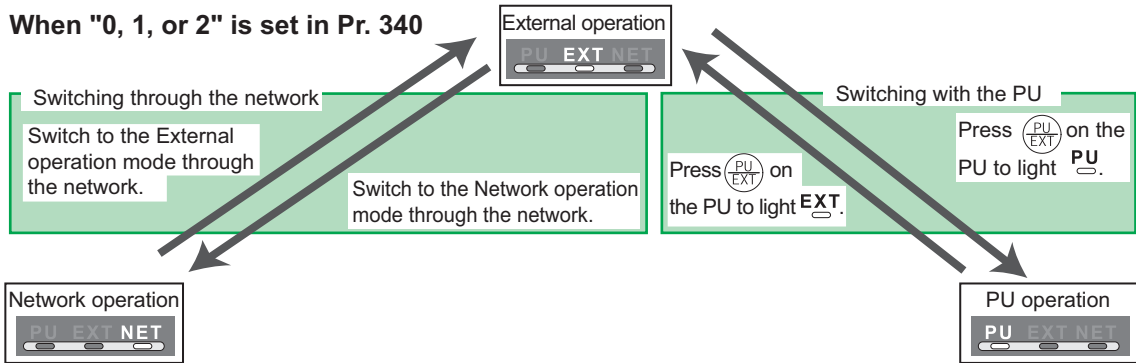 When "0, 1, or 2" is set in Pr. 340
External operation
PU EXT NET
Switching through the network
Switch to the External
operation mode through
the network.
Switch to the Network operation
mode through the network.
Switching with the PU
Press PU/EXT on the
PU to light PU.
Press PU/EXT on
the PU to light EXT.
Network operation
PU EXT NET
PU operation
PU EXT NET